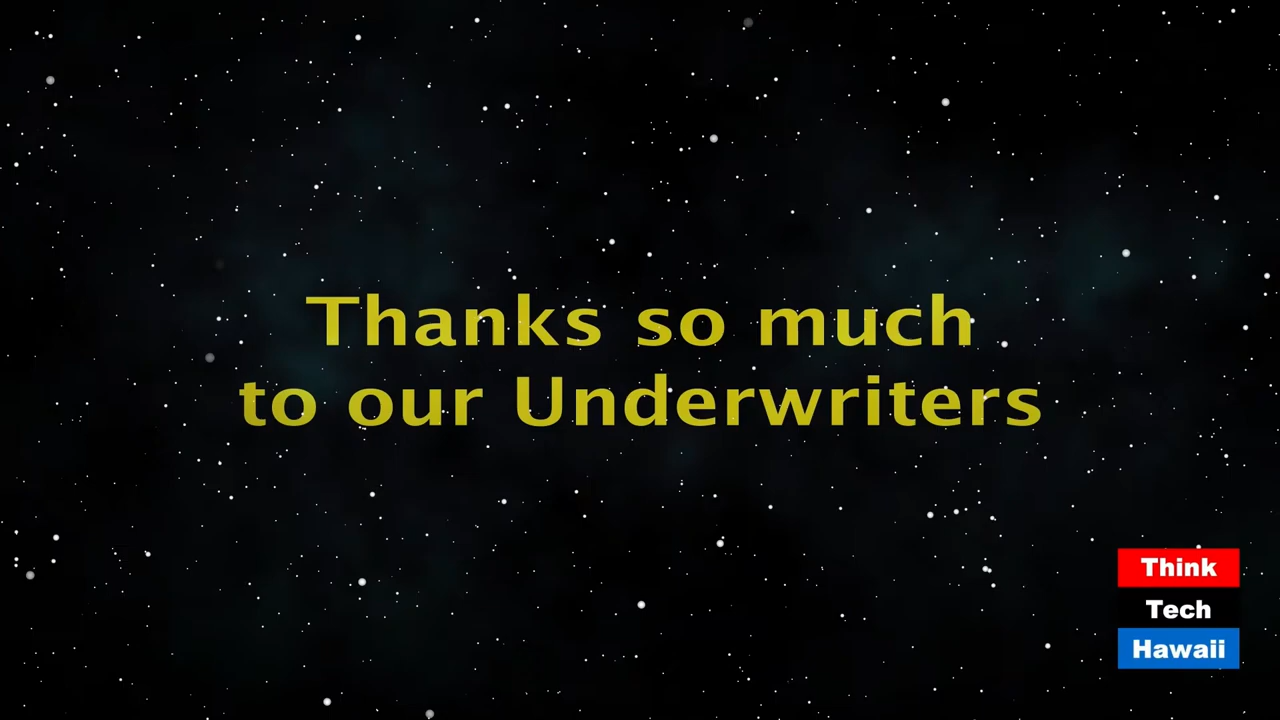 Thanks so much
to our Underwriters
Think
Tech
Hawaii